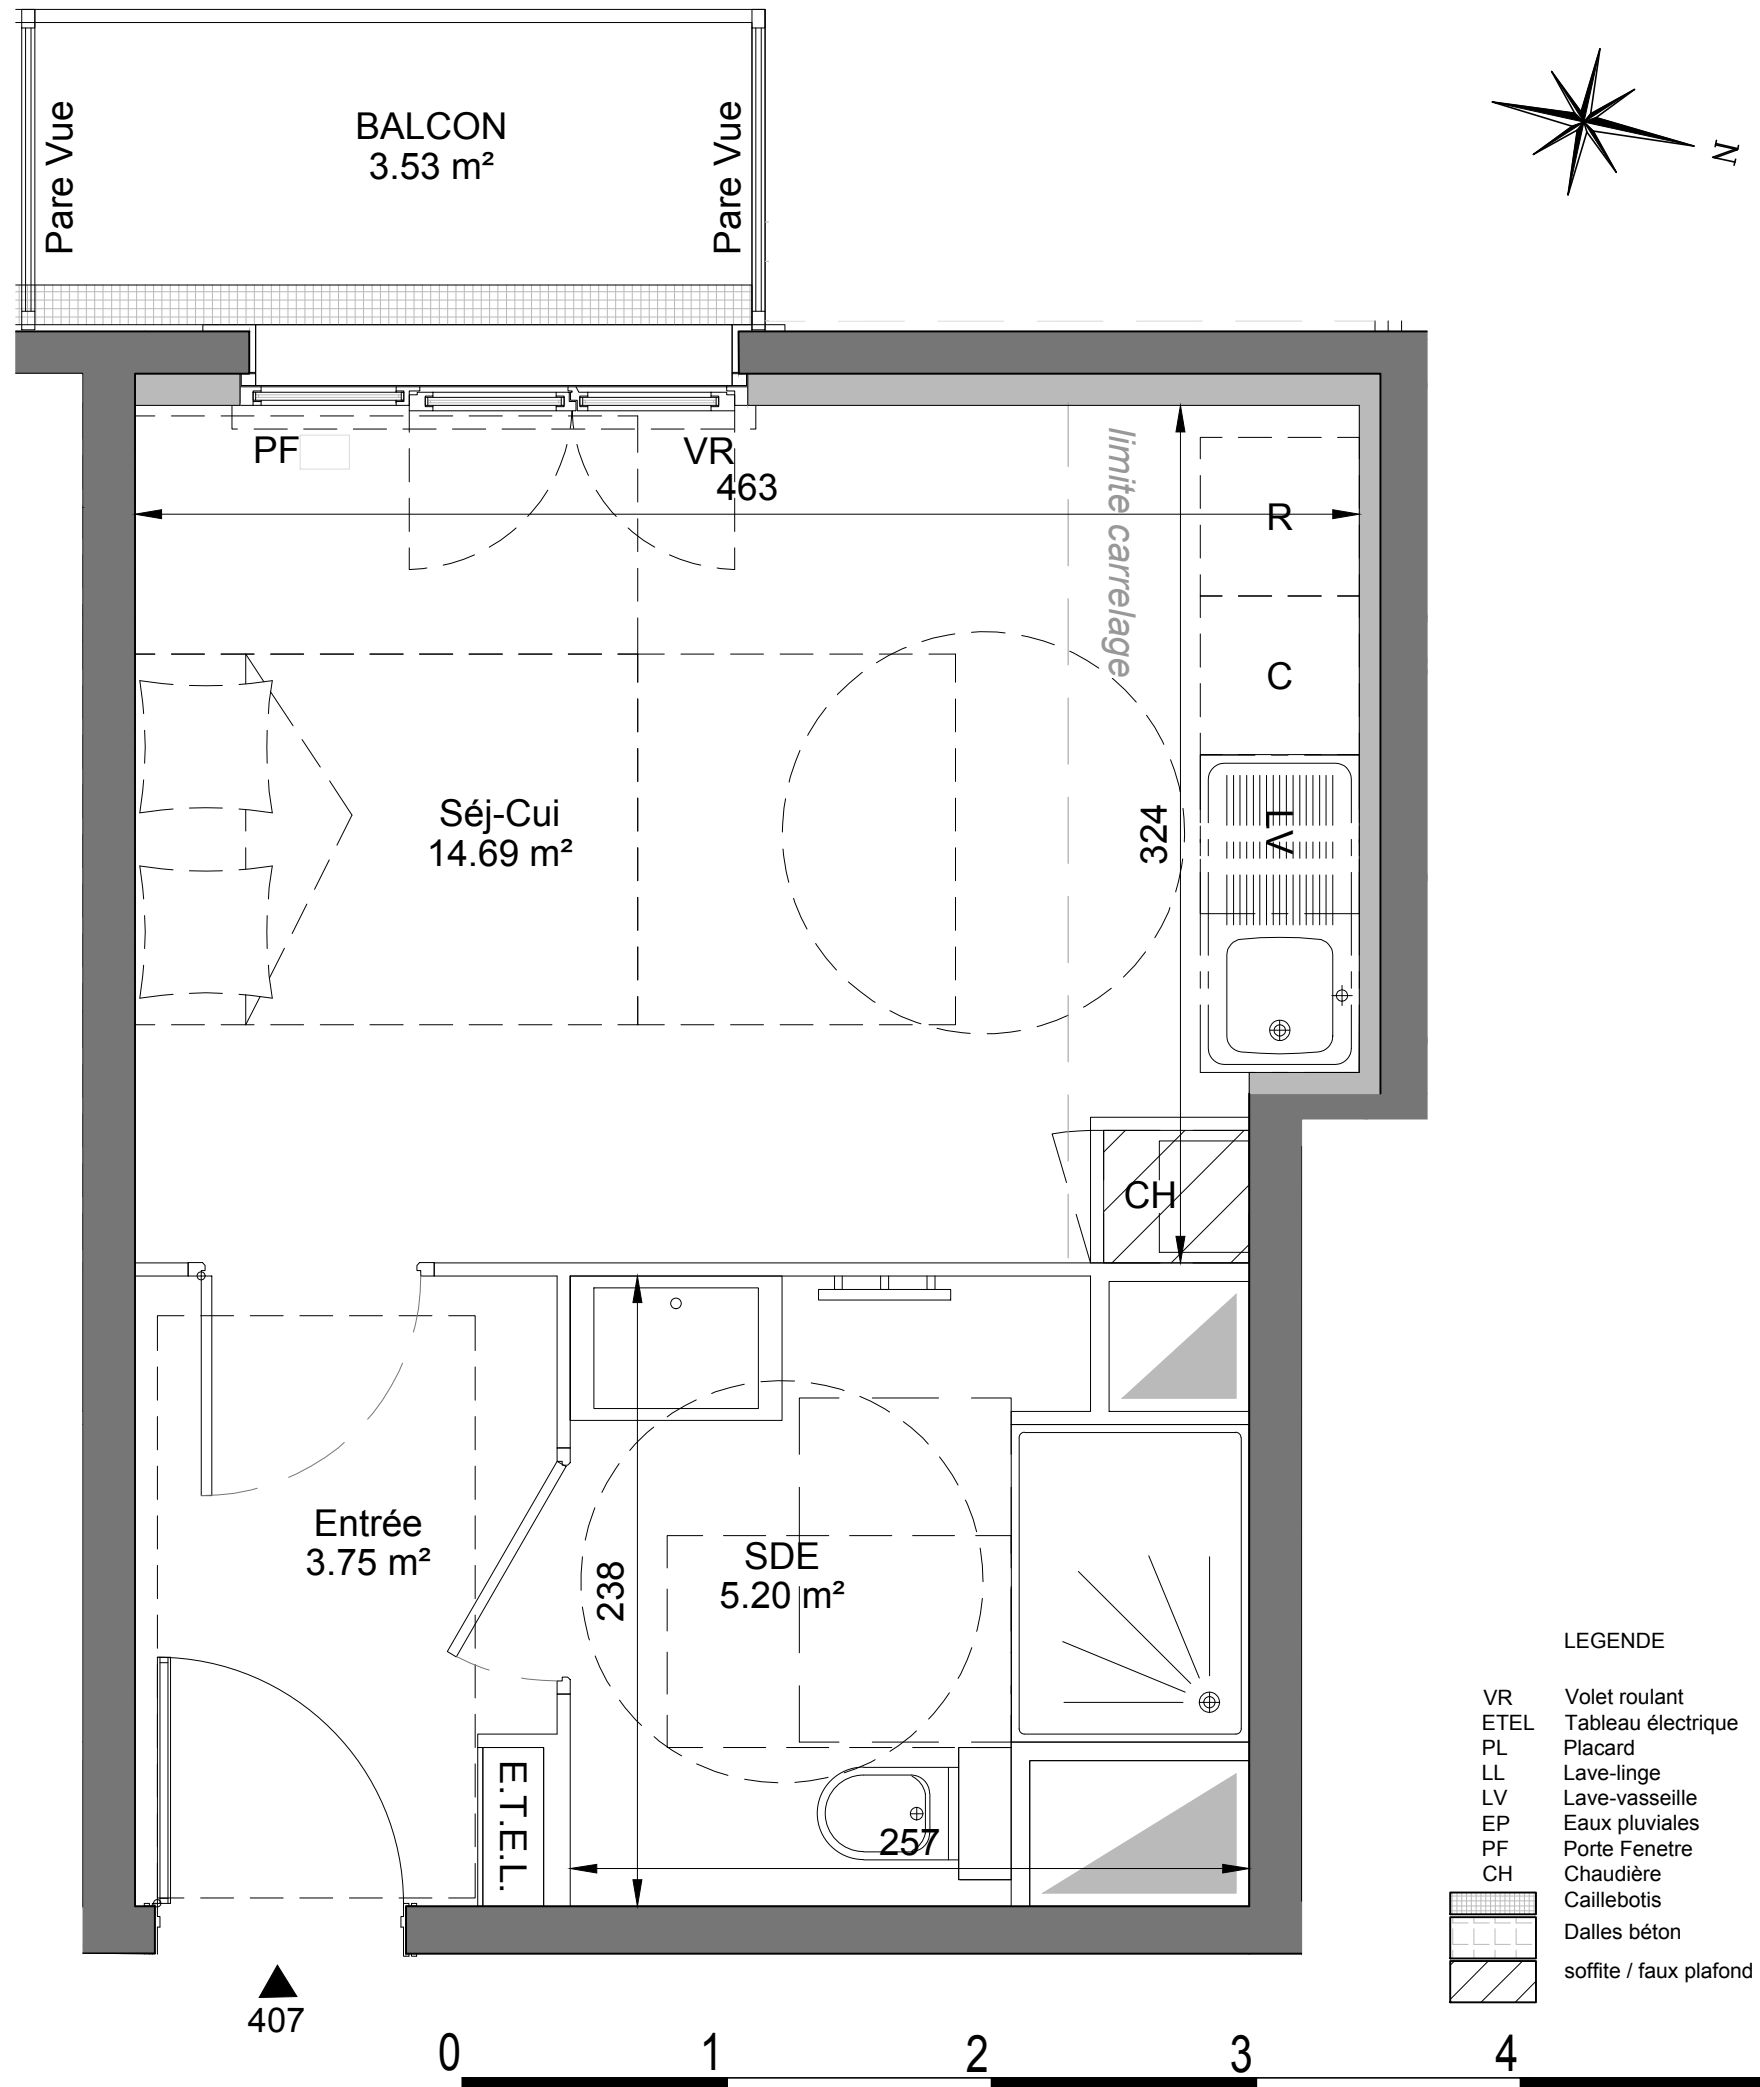 BALCON
3.53 m²
Pare Vue
Pare Vue
N
PF
VR
463
limite carrelage
R
C
LV
324
Séj-Cui
14.69 m²
CH
Entrée
3.75 m²
238
SDE
5.20 m²
257
E.T.E.L.
407
LEGENDE
VR Volet roulant
ETEL Tableau électrique
PL Placard
LL Lave-linge
LV Lave-vasseille
EP Eaux pluviales
PF Porte Fenetre
CH Chaudière
Caillebotis
Dalles béton
soffite / faux plafond
0 1 2 3 4